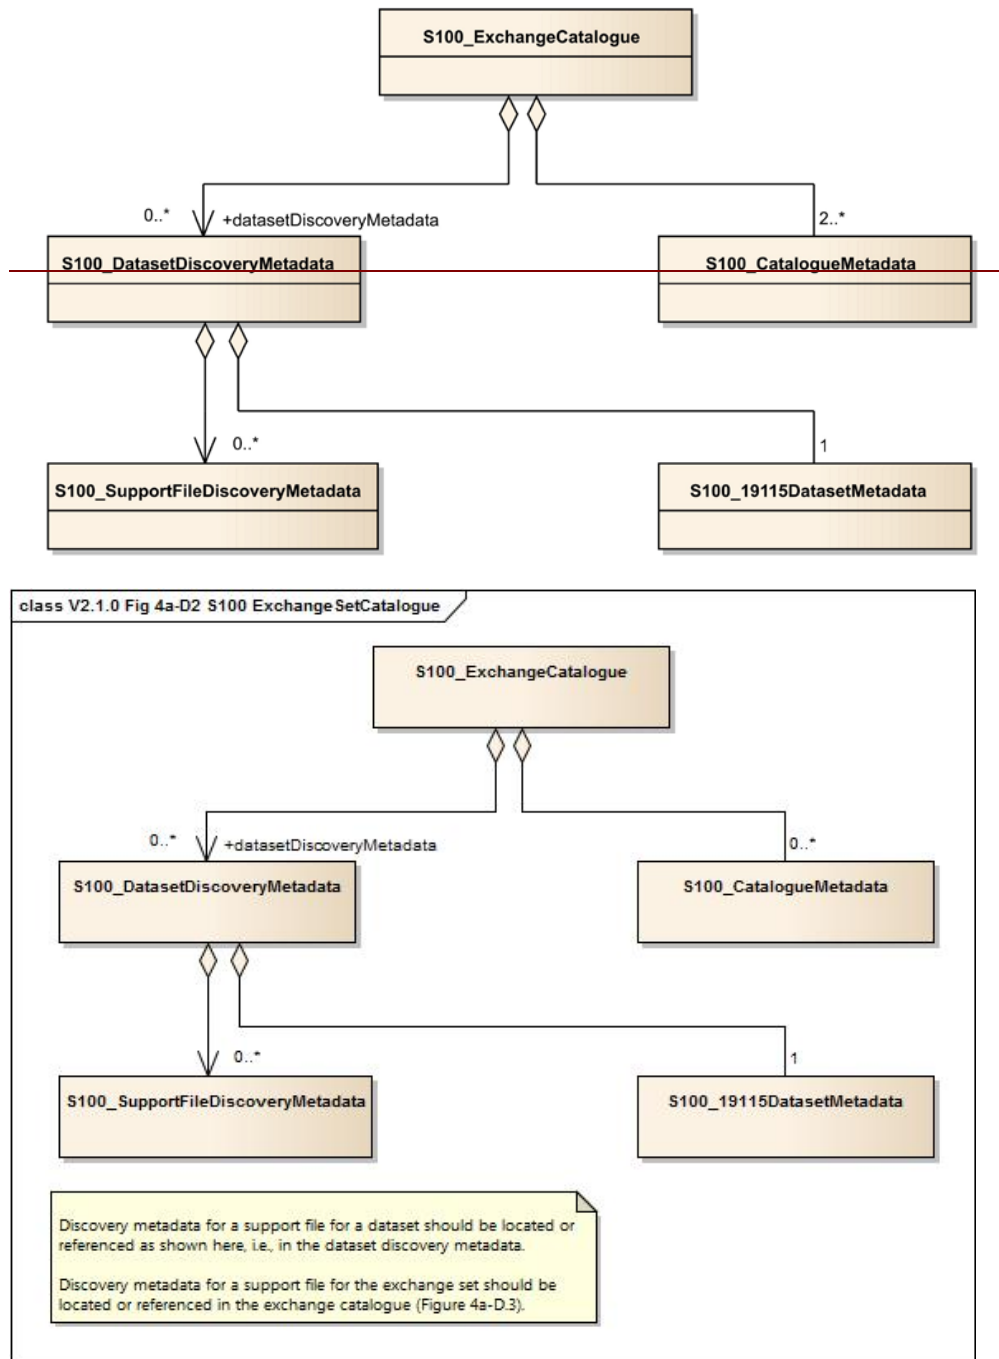 S100_ExchangeCatalogue
0..*
+datasetDiscoveryMetadata
2..*
S100_DatasetDiscoveryMetadata
S100_CatalogueMetadata
0..*
1
S100_SupportFileDiscoveryMetadata
S100_19115DatasetMetadata
class V2.1.0 Fig 4a-D2 S100 ExchangeSetCatalogue
S100_ExchangeCatalogue
0..*
+datasetDiscoveryMetadata
0..*
S100_DatasetDiscoveryMetadata
S100_CatalogueMetadata
0..*
1
S100_SupportFileDiscoveryMetadata
S100_19115DatasetMetadata
Discovery metadata for a support file for a dataset should be located or
referenced as shown here, i.e., in the dataset discovery metadata.
Discovery metadata for a support file for the exchange set should be
located or referenced in the exchange catalogue (Figure 4a-D.3).